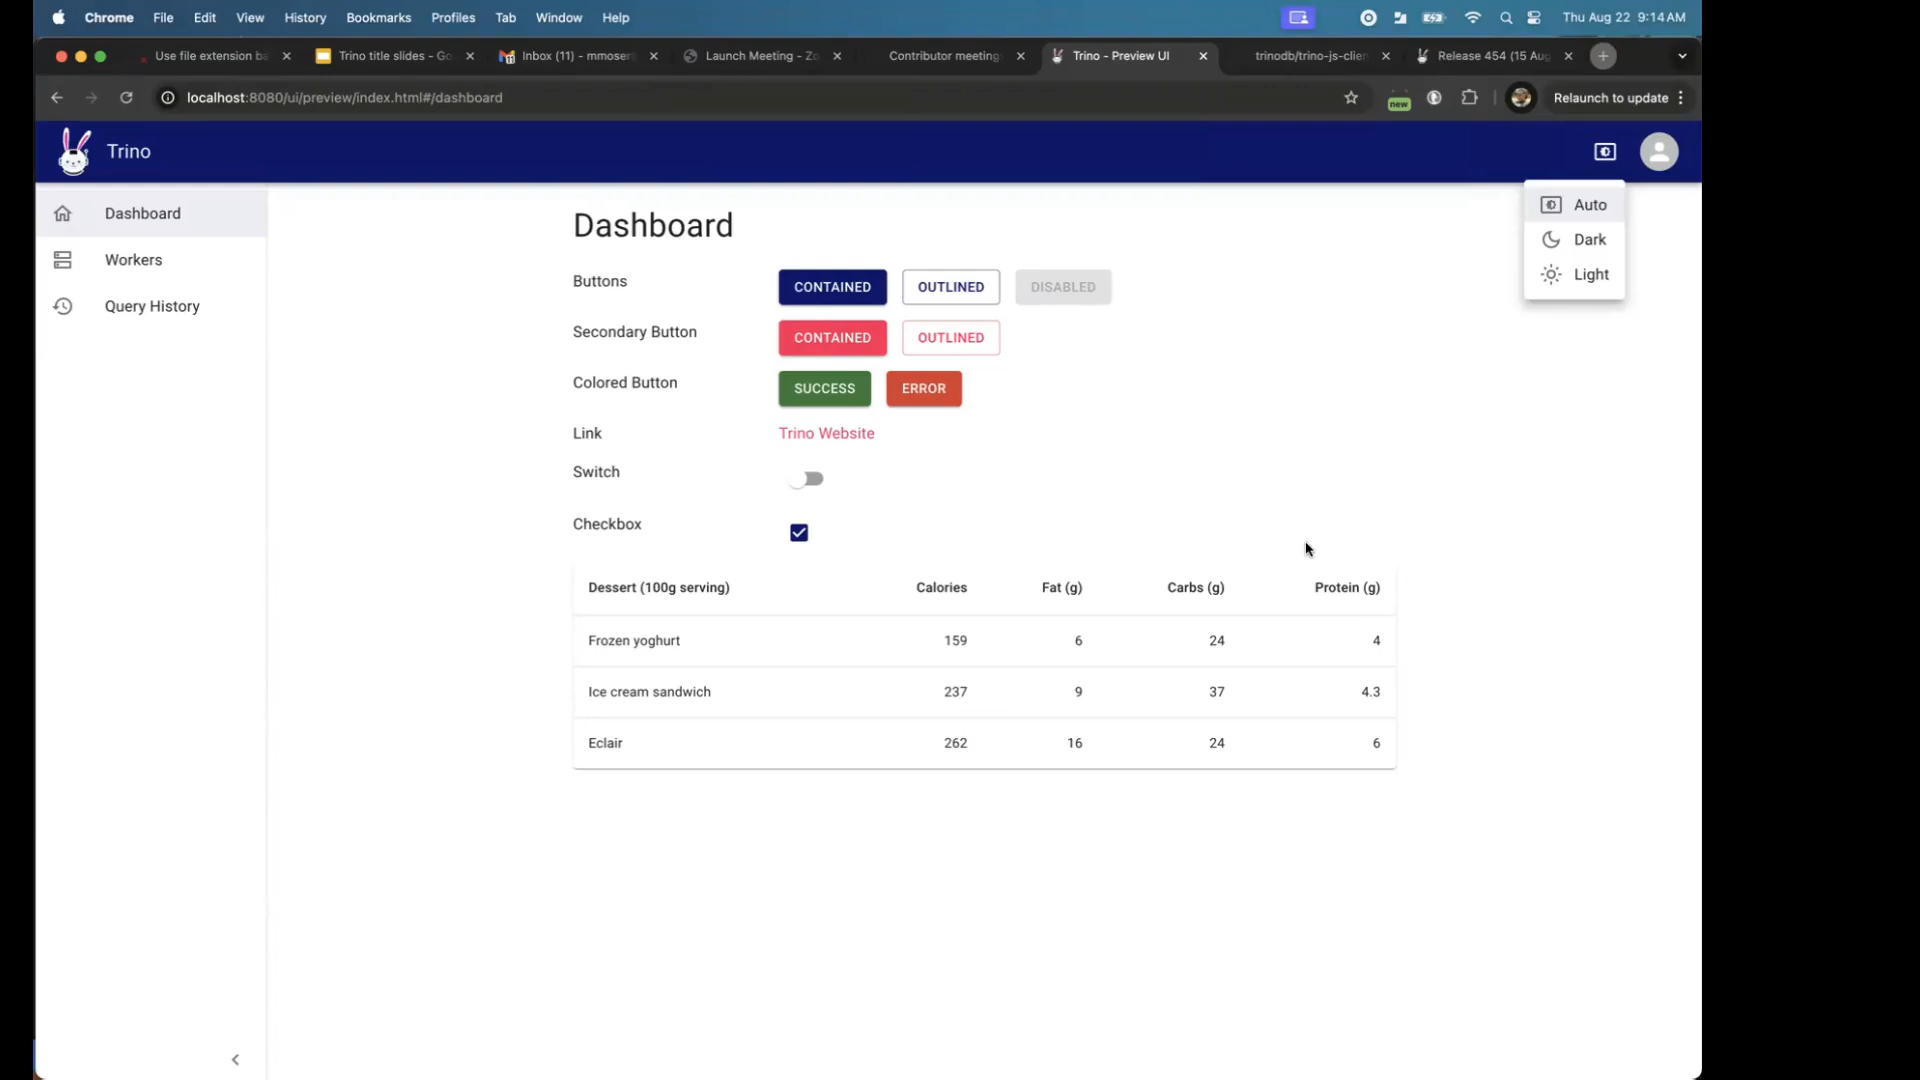 Chrome File Edit View History Bookmarks Profiles Tab Window Help Thu Aug 22 9:14 AM
Use file extension ba Trino title slides - Go Inbox (11) - mmoser Launch Meeting - Zo Contributor meeting Trino - Preview UI trinodb/trino-js-clien Release 454 (15 Aug
localhost:8080/ui/preview/index.html#/dashboard new Relaunch to update
Trino
Dashboard
Workers
Query History
Auto
Dark
Light
Dashboard
Buttons CONTAINED OUTLINED DISABLED
Secondary Button CONTAINED OUTLINED
Colored Button SUCCESS ERROR
Link Trino Website
Switch
Checkbox
Dessert (100g serving) Calories Fat (g) Carbs (g) Protein (g)
Frozen yoghurt 159 6 24 4
Ice cream sandwich 237 9 37 4.3
Eclair 262 16 24 6